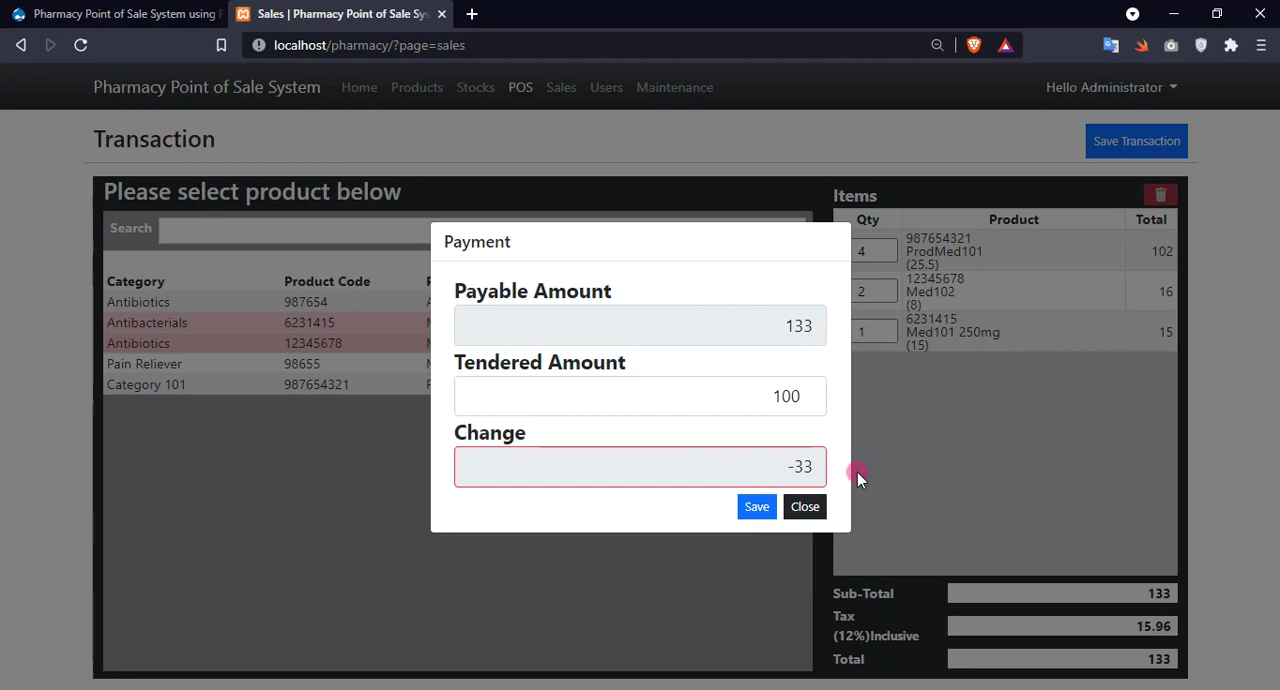 Pharmacy Point of Sale System using
Sales | Pharmacy Point of Sale Sy
localhost/pharmacy/?page=sales
Pharmacy Point of Sale System Home Products Stocks POS Sales Users Maintenance Hello Administrator
Transaction
Save Transaction
Please select product below
Search
Category Product Code
Antibiotics 987654
Antibacterials 6231415
Antibiotics 12345678
Pain Reliever 98655
Category 101 987654321
Payment
Payable Amount
133
Tendered Amount
100
Change
-33
Save Close
Items
Qty Product Total
4 987654321 102
ProdMed101
(25.5)
2 12345678 16
Med102
(8)
1 6231415 15
Med101 250mg
(15)
Sub-Total 133
Tax
(12%)Inclusive 15.96
Total 133